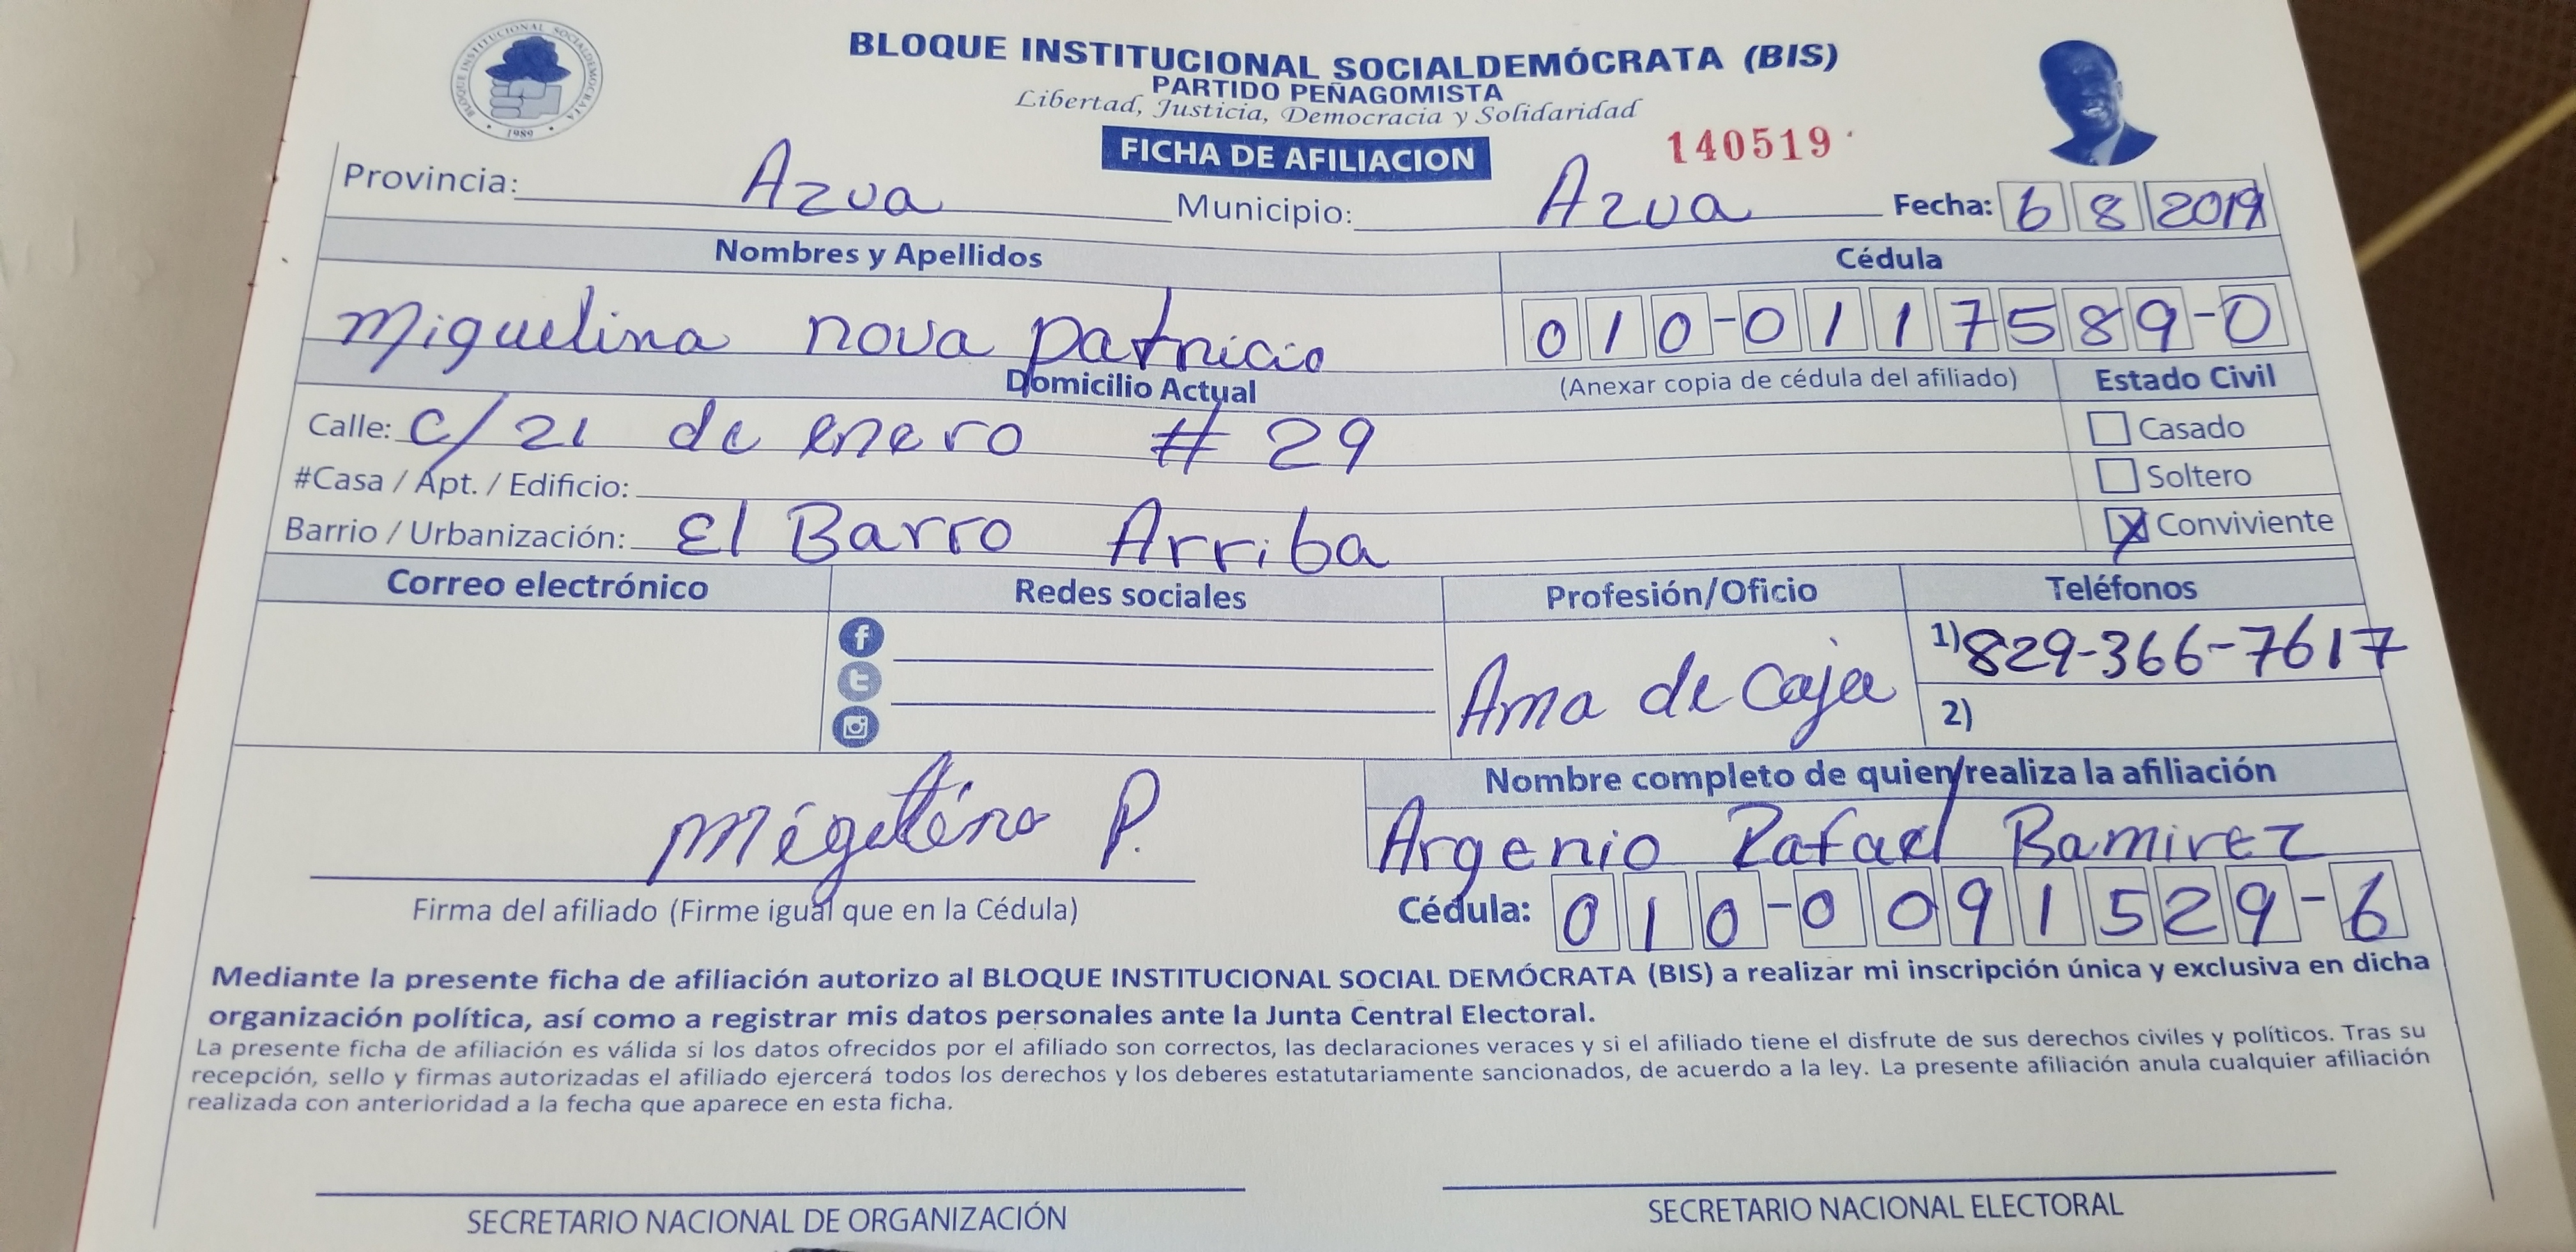 BLOQUE INSTITUCIONAL SOCIALDEMOCRATA
1989
BLOQUE INSTITUCIONAL SOCIALDEMÓCRATA (BIS)
PARTIDO PEÑAGOMISTA
Libertad, Justicia, Democracia y Solidaridad
FICHA DE AFILIACION 140519
Provincia: Azua Municipio: Azua Fecha: 6 8 2019
Nombres y Apellidos Cédula
Miguelina nova patricio 010-0117589-0
Domicilio Actual (Anexar copia de cédula del afiliado) Estado Civil
Calle: C/ 21 de enero # 29 Casado
#Casa / Apt. / Edificio: Soltero
Barrio / Urbanización: El Barro Arriba X Conviviente
Correo electrónico Redes sociales Profesión/Oficio Teléfonos
1) 829-366-7617
Ama de Caja
2)
Nombre completo de quien realiza la afiliación
P. Argenio Rafael Ramirez
Firma del afiliado (Firme igual que en la Cédula) Cédula: 010-0091529-6
Mediante la presente ficha de afiliación autorizo al BLOQUE INSTITUCIONAL SOCIAL DEMÓCRATA (BIS) a realizar mi inscripción única y exclusiva en dicha
organización política, así como a registrar mis datos personales ante la Junta Central Electoral.
La presente ficha de afiliación es válida si los datos ofrecidos por el afiliado son correctos, las declaraciones veraces y si el afiliado tiene el disfrute de sus derechos civiles y políticos. Tras su
recepción, sello y firmas autorizadas el afiliado ejercerá todos los derechos y los deberes estatutariamente sancionados, de acuerdo a la ley. La presente afiliación anula cualquier afiliación
realizada con anterioridad a la fecha que aparece en esta ficha.
SECRETARIO NACIONAL DE ORGANIZACIÓN SECRETARIO NACIONAL ELECTORAL